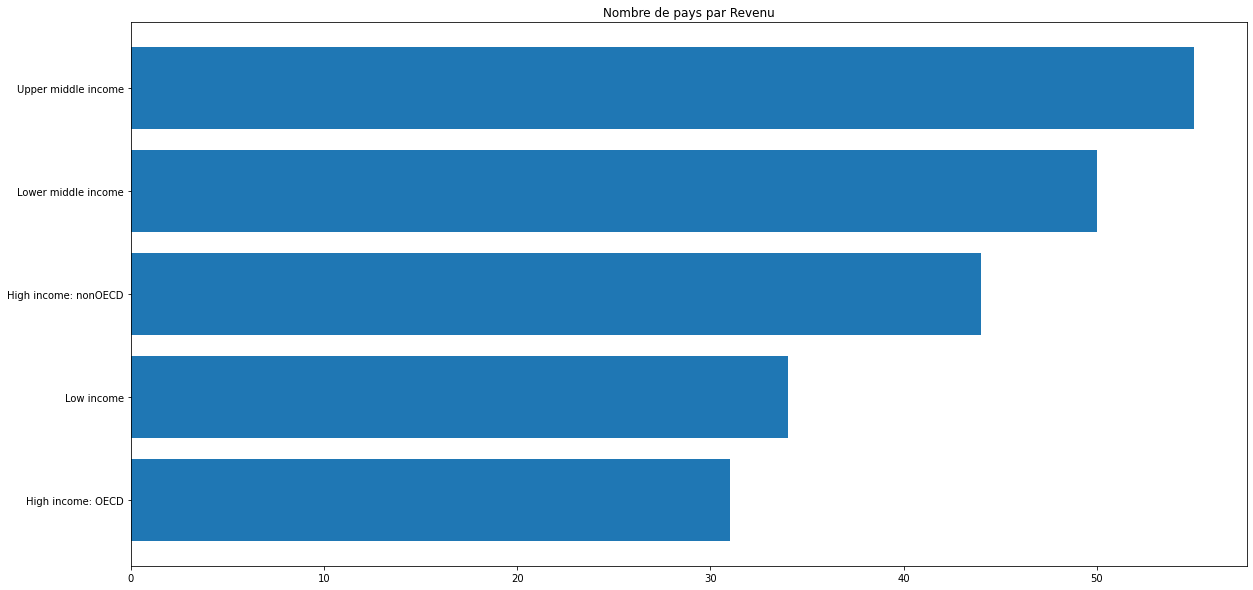 Nombre de pays par Revenu
Upper middle income
Lower middle income
High income: nonOECD
Low income
High income: OECD
0 10 20 30 40 50